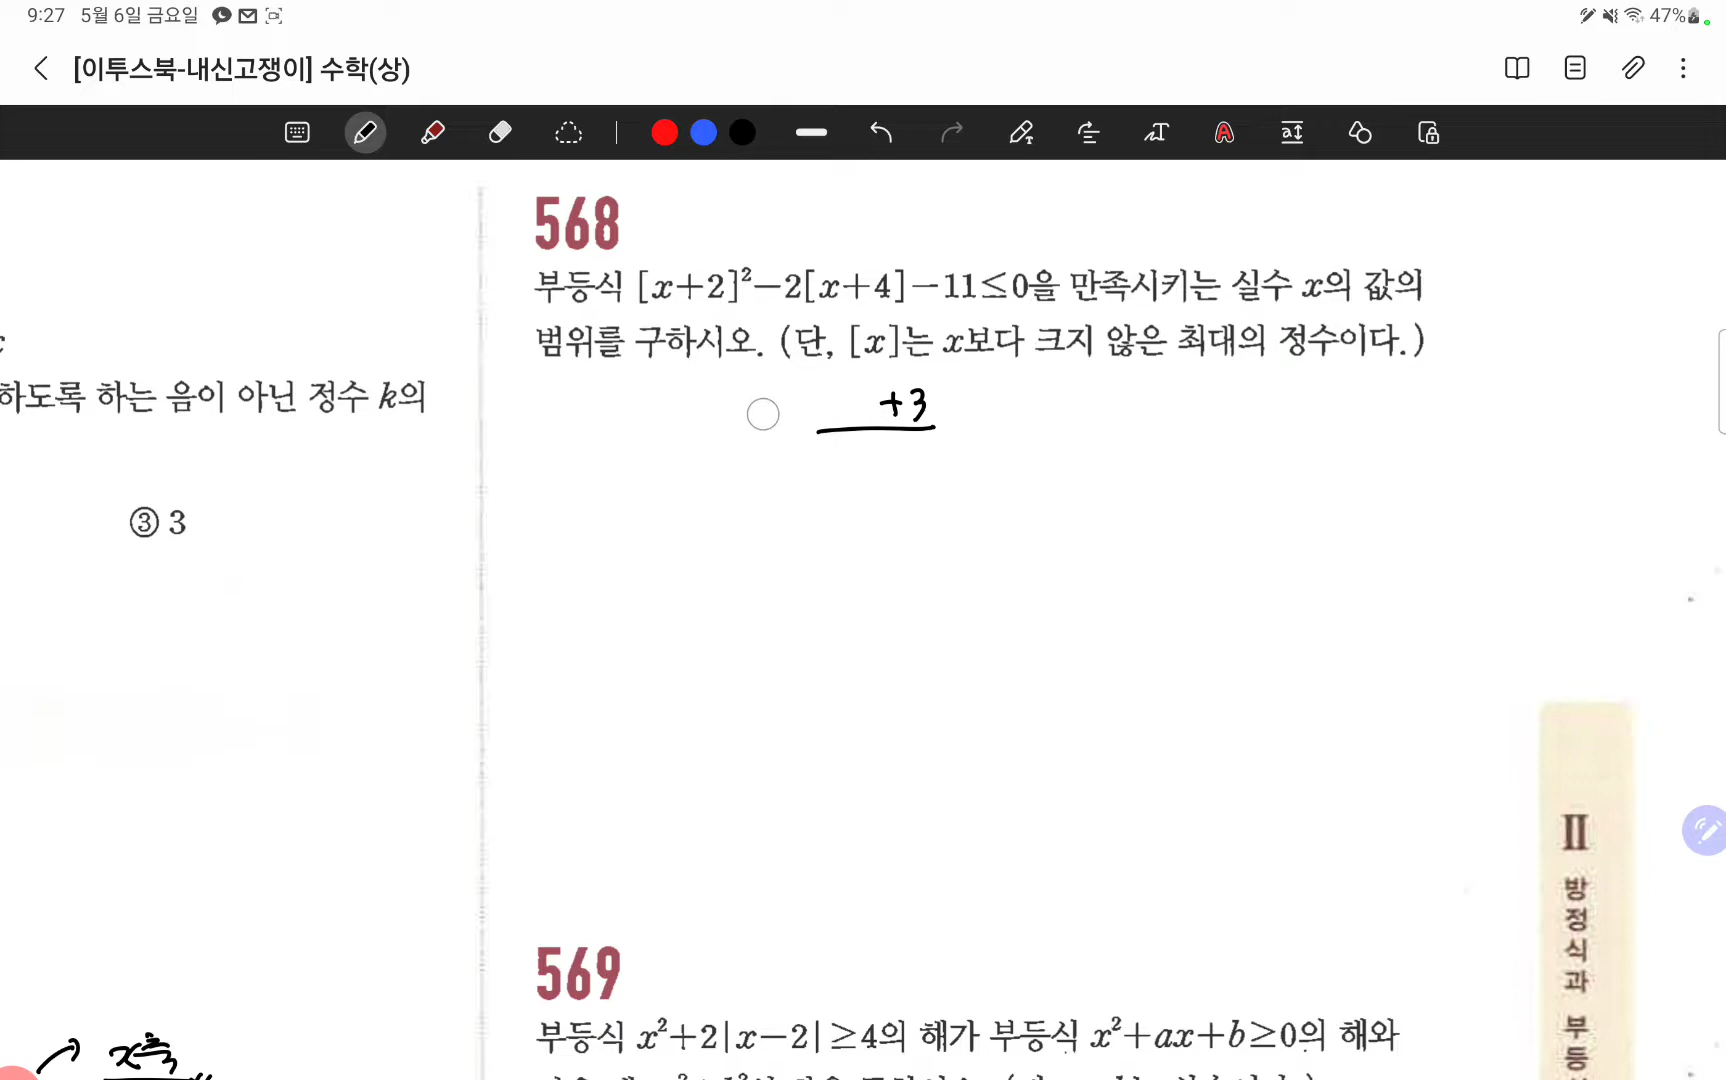 9:27 5월 6일 금요일 47%
[이투스북-내신고쟁이] 수학(상)
하도록 하는 음이 아닌 정수 k의
③ 3
x축
568
부등식 [x+2]²−2[x+4]−11≤0을 만족시키는 실수 x의 값의
범위를 구하시오. (단, [x]는 x보다 크지 않은 최대의 정수이다.)
+3
569
부등식 x²+2|x−2|≥4의 해가 부등식 x²+ax+b≥0의 해와
II
방정식과 부등